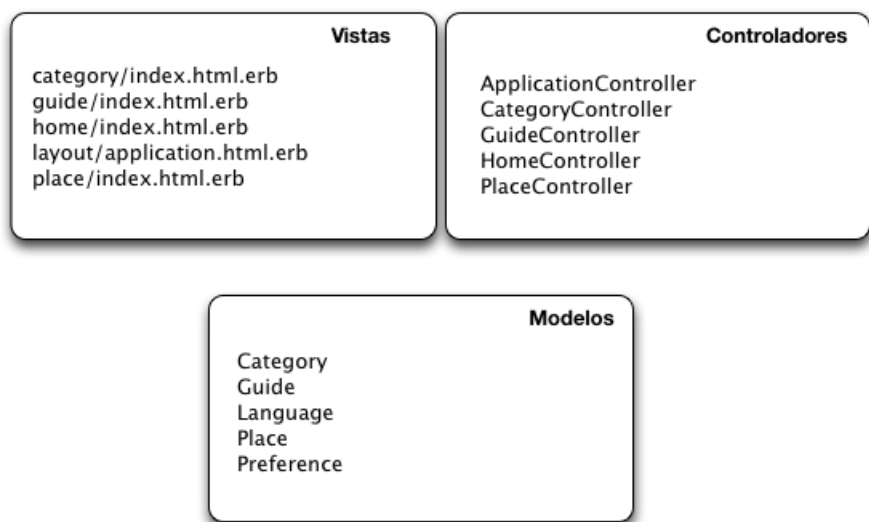 Vistas
category/index.html.erb
guide/index.html.erb
home/index.html.erb
layout/application.html.erb
place/index.html.erb
Controladores
ApplicationController
CategoryController
GuideController
HomeController
PlaceController
Modelos
Category
Guide
Language
Place
Preference